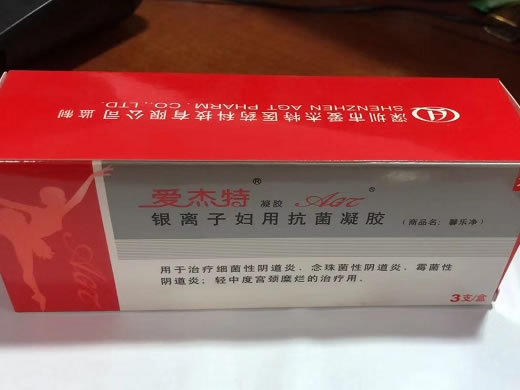 深圳市爱杰特医药科技有限公司 监制
SHENZHEN AGT PHARM. CO., LTD.
爱杰特® 凝胶 Agt®
银离子妇用抗菌凝胶 (商品名：馨乐净)
用于治疗细菌性阴道炎、念珠菌性阴道炎、霉菌性
阴道炎；轻中度宫颈糜烂的治疗用。
3支/盒
Agt